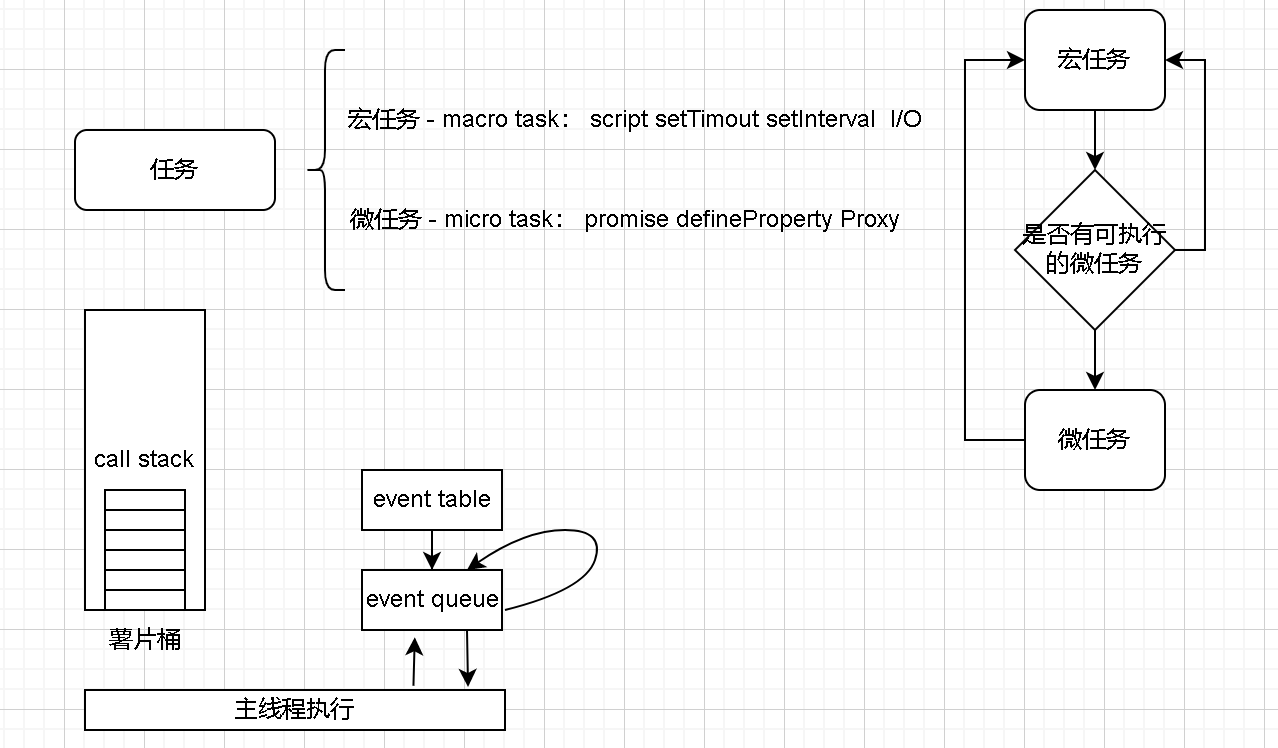 任务
宏任务 - macro task： script setTimout setInterval I/O
微任务 - micro task： promise defineProperty Proxy
宏任务
是否有可执行
的微任务
微任务
call stack
薯片桶
event table
event queue
主线程执行